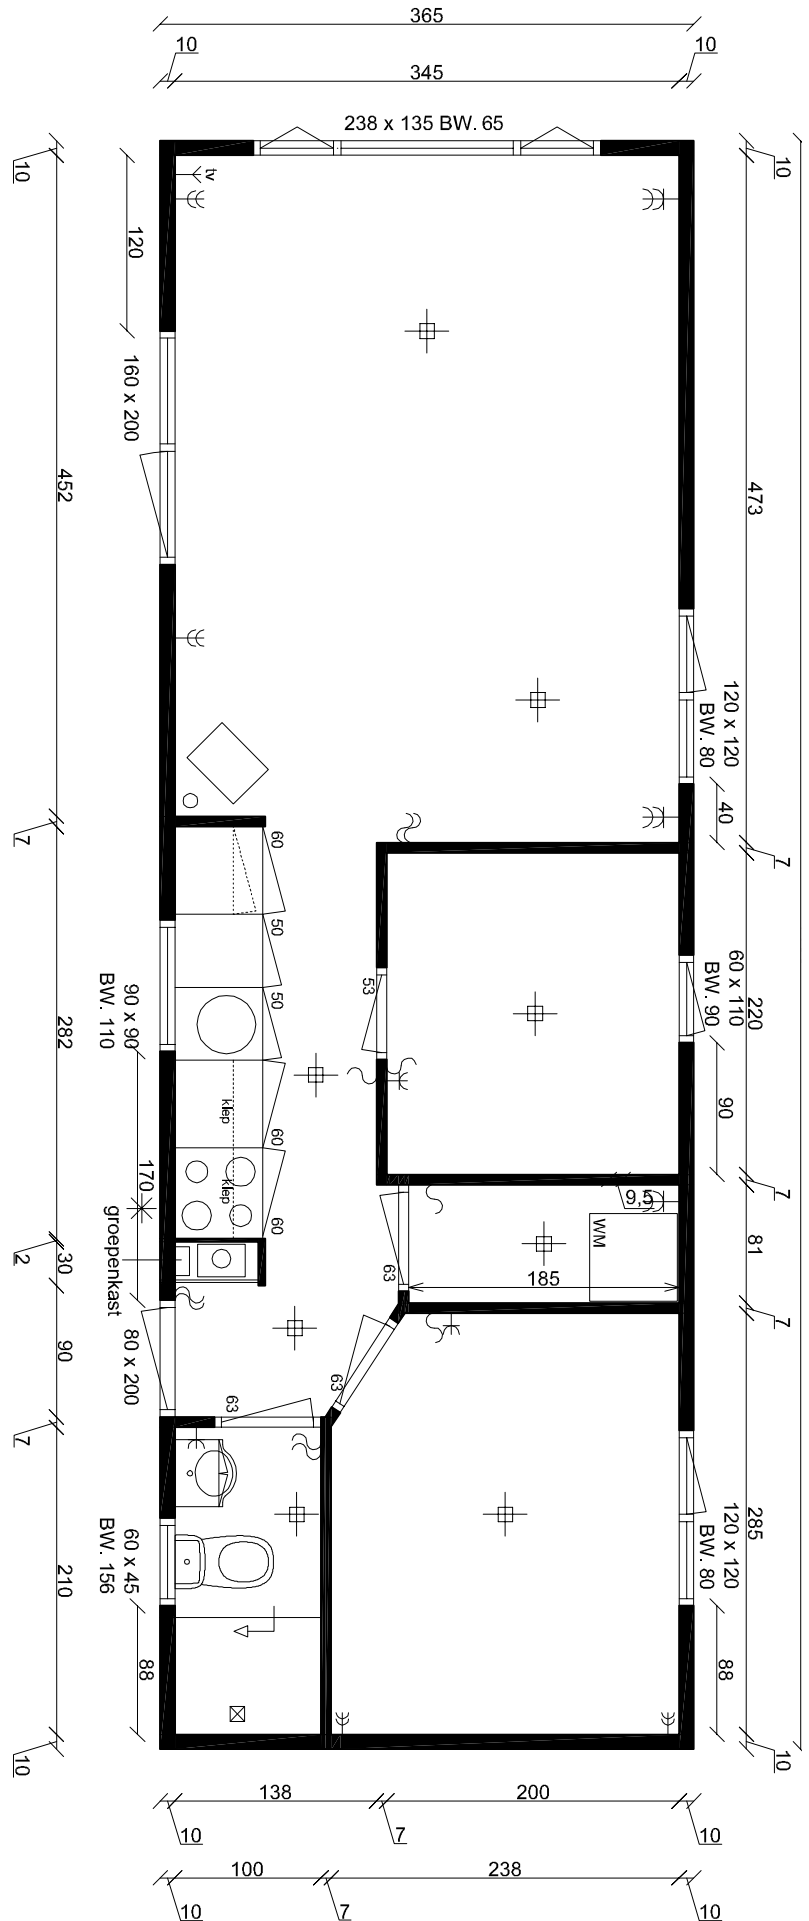 365
10
10
345
238 x 135 BW. 65
10
10
tv
120
160 x 200
452
473
120 x 120
BW. 80
40
7
60
7
50
53
50
60 x 110
BW. 90
220
90 x 90
BW. 110
282
90
klep
60
170
klep
7
9,5
60
groepenkast
WM
81
2
30
63
185
7
80 x 200
90
63
63
7
120 x 120
BW. 80
285
60 x 45
BW. 156
210
88
88
10
10
138
200
10
7
10
100
238
10
7
10